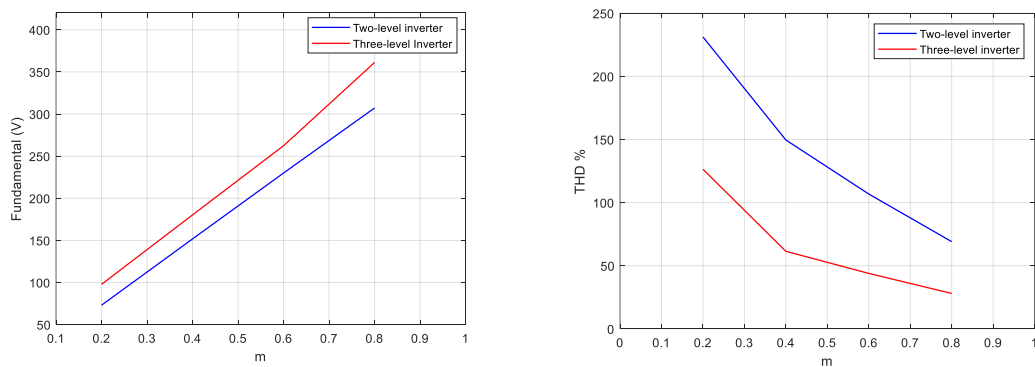 400
350
300
250
200
150
100
50
Fundamental (V)
0.1 0.2 0.3 0.4 0.5 0.6 0.7 0.8 0.9 1
m
Two-level inverter
Three-level Inverter
250
200
150
100
50
0
THD %
0 0.1 0.2 0.3 0.4 0.5 0.6 0.7 0.8 0.9 1
m
Two-level inverter
Three-level inverter